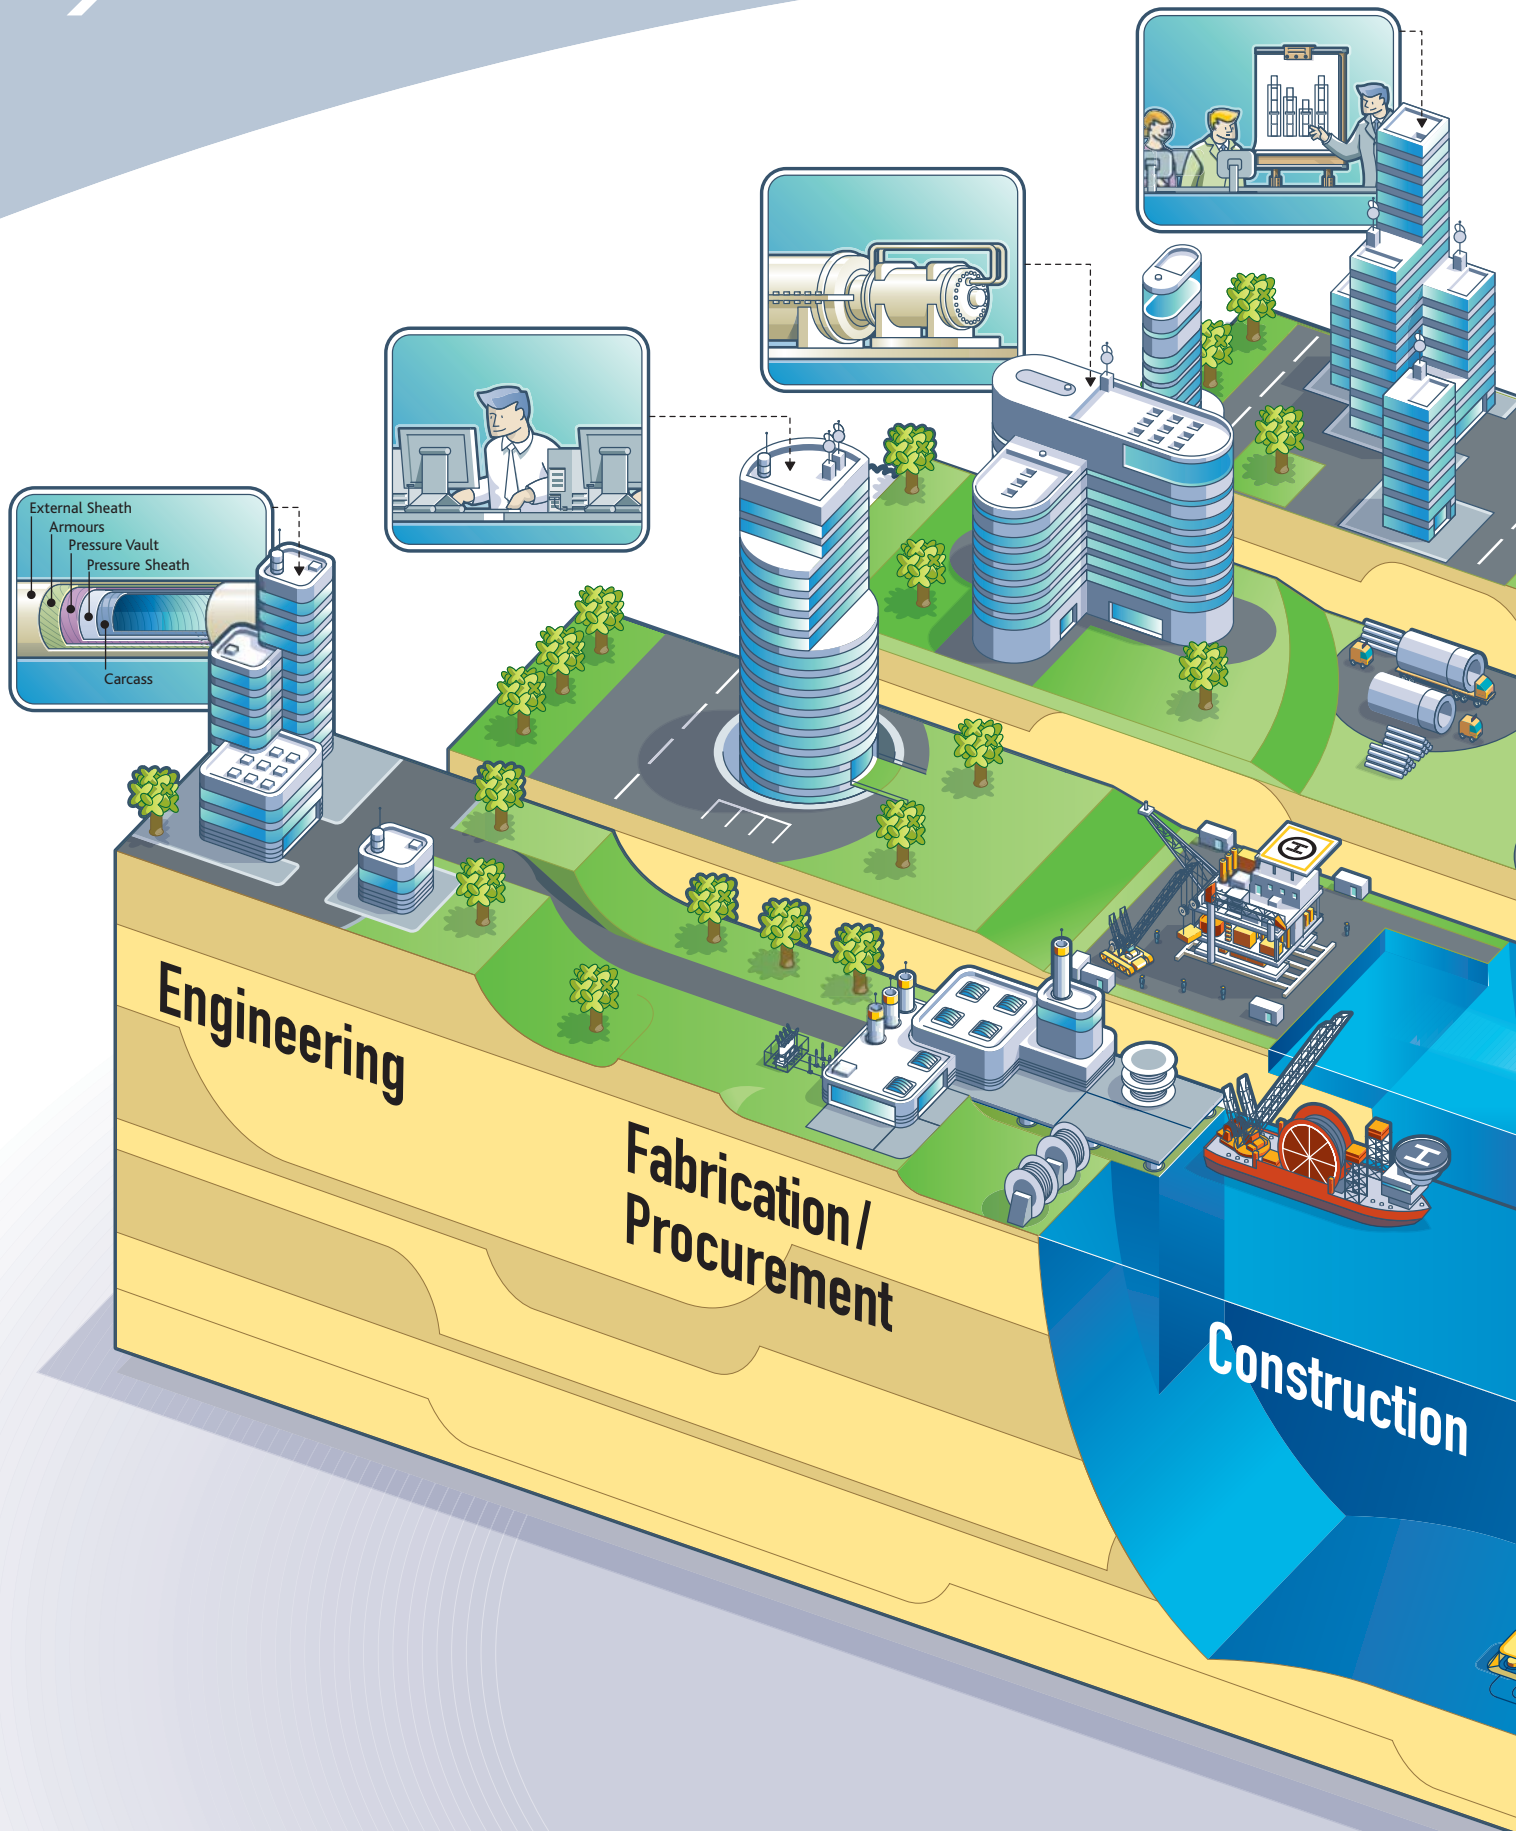 External Sheath
Armours
Pressure Vault
Pressure Sheath
Carcass
H
Engineering
Fabrication/
Procurement
H
Construction